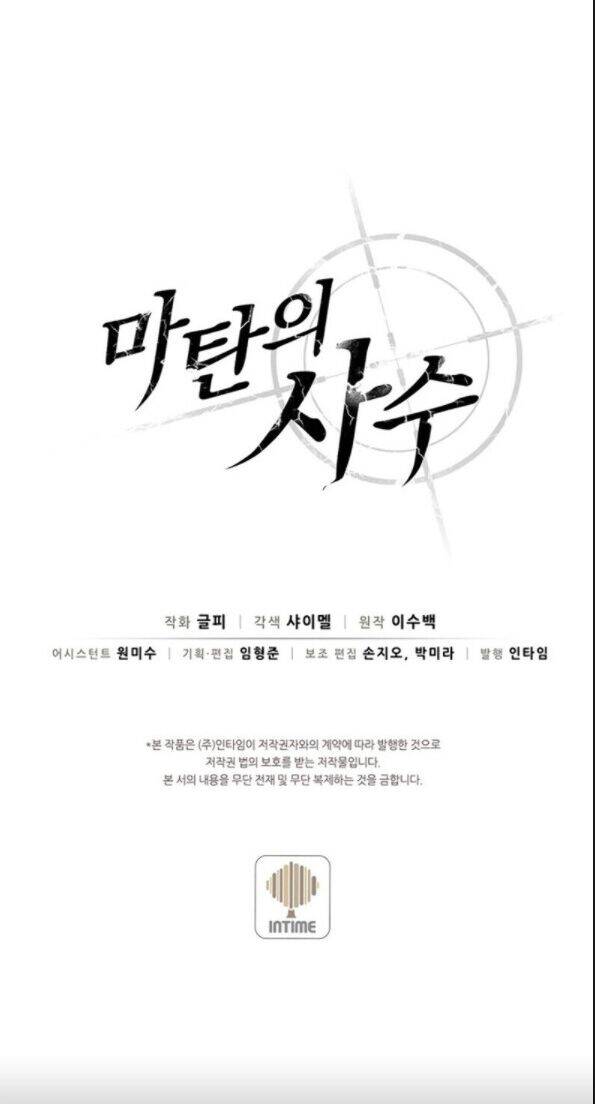 마탄의
사수
작화 글피 | 각색 샤이멜 | 원작 이수백
어시스턴트 원미수 | 기획·편집 임형준 | 보조 편집 손지오, 박미라 | 발행 인타임
*본 작품은 (주)인타임이 저작권자와의 계약에 따라 발행한 것으로
저작권 법의 보호를 받는 저작물입니다.
본 서의 내용을 무단 전재 및 무단 복제하는 것을 금합니다.
INTIME